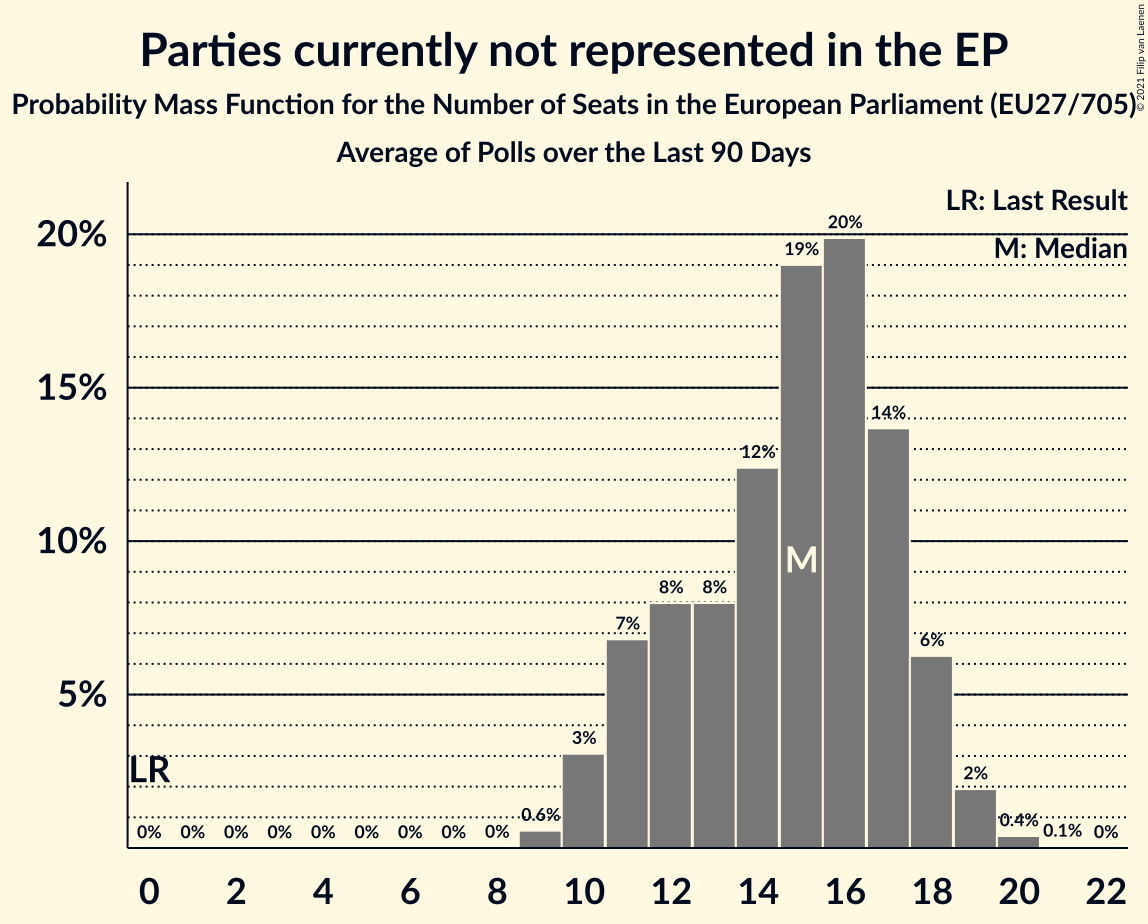 Parties currently not represented in the EP
Probability Mass Function for the Number of Seats in the European Parliament (EU27/705)
Average of Polls over the Last 90 Days
© 2021 Filip van Laenen
LR: Last Result
M: Median
20%
15%
10%
5%
LR
M
0% 0% 0% 0% 0% 0% 0% 0% 0% 0.6% 3% 7% 8% 8% 12% 19% 20% 14% 6% 2% 0.4% 0.1% 0%
0 2 4 6 8 10 12 14 16 18 20 22